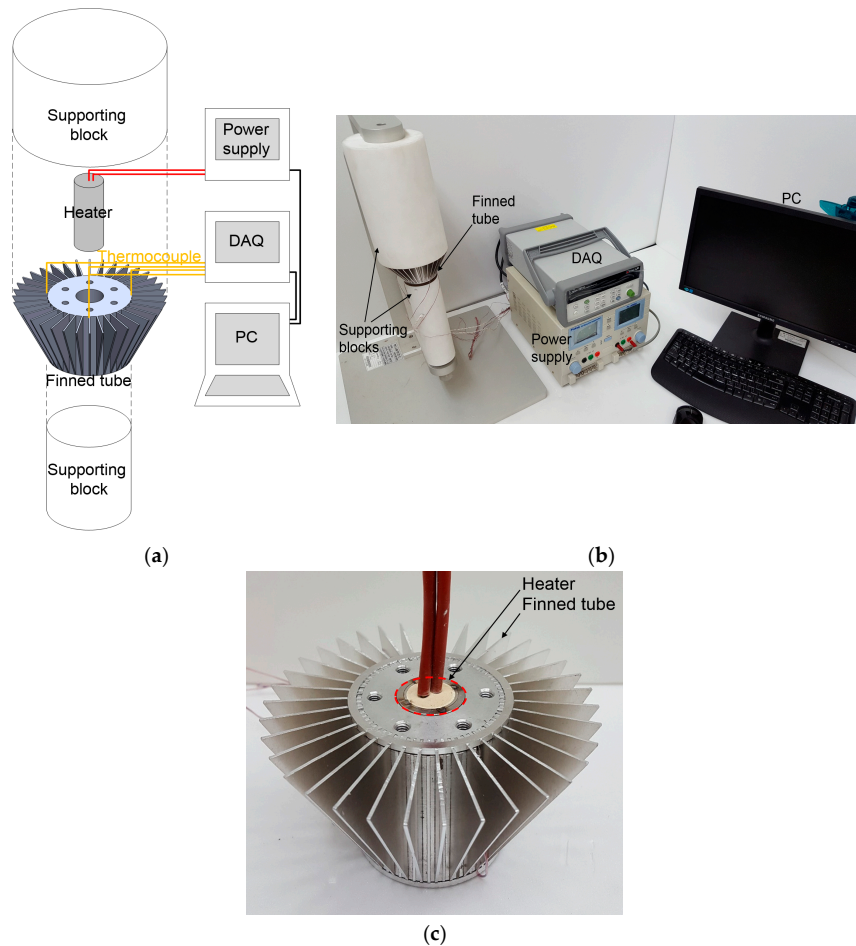 Supporting
block
Power
supply
Heater
DAQ
Thermocouple
PC
Finned tube
Supporting
block
(a)
Finned
tube
PC
DAQ
Supporting
blocks
Power
supply
SAMSUNG
(b)
Heater
Finned tube
(c)